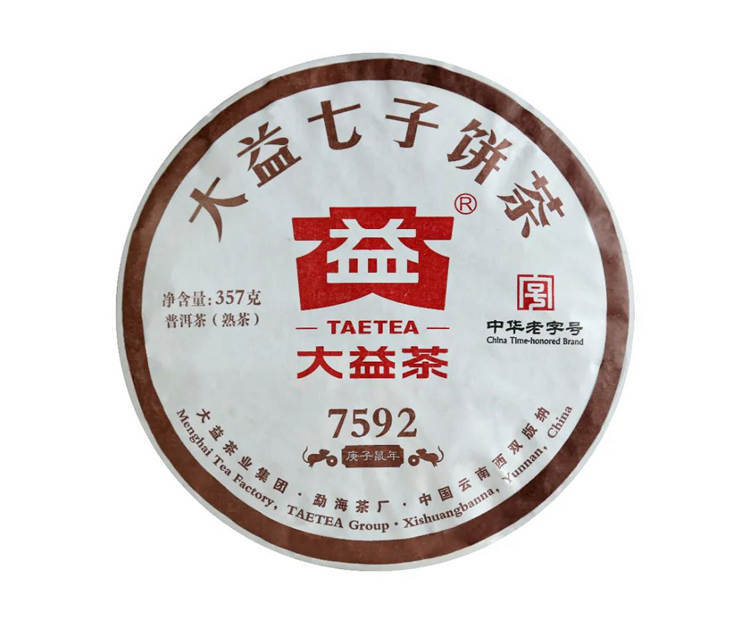 大益七子饼茶
益
®
净含量:357克
普洱茶(熟茶)
TAETEA
大益茶
中华老字号
China Time-honored Brand
7592
庚子鼠年
大益茶业集团·勐海茶厂·中国云南西双版纳
Menghai Tea Factory, TAETEA Group·Xishuangbanna, Yunnan, China